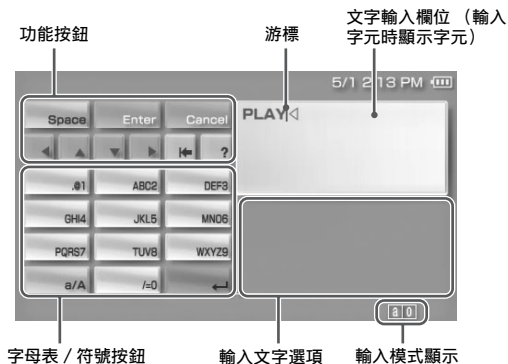 文字輸入欄位 （輸入
字元時顯示字元）
功能按鈕
游標
5/1 2:13 PM
Space Enter Cancel
PLAY
?
.@1 ABC2 DEF3
GHI4 JKL5 MNO6
PQRS7 TUV8 WXYZ9
a/A /=0
a 0
字母表 / 符號按鈕
輸入文字選項
輸入模式顯示